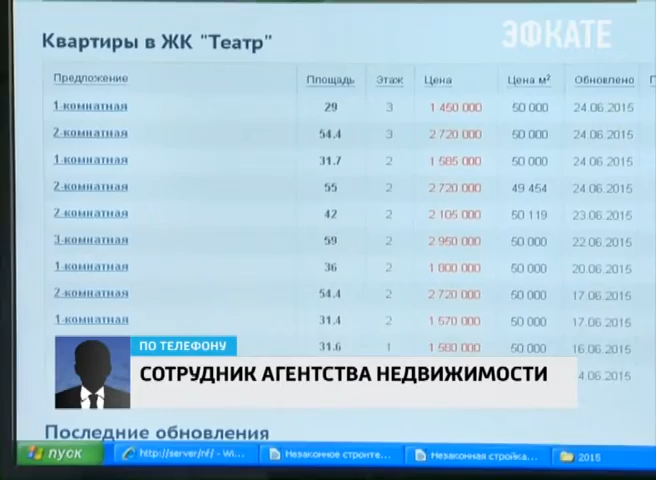 ЭФКАТЕ
Квартиры в ЖК "Театр"
Предложение Площадь Этаж Цена Цена м² Обновлено
1-комнатная 29 3 1 450 000 50 000 24.06.2015
2-комнатная 54.4 3 2 720 000 50 000 24.06.2015
1-комнатная 31.7 2 1 585 000 50 000 24.06.2015
2-комнатная 55 2 2 720 000 49 454 24.06.2015
2-комнатная 42 2 2 105 000 50 119 23.06.2015
3-комнатная 59 2 2 950 000 50 000 22.06.2015
1-комнатная 36 2 1 800 000 50 000 20.06.2015
2-комнатная 54.4 2 2 720 000 50 000 17.06.2015
1-комнатная 31.4 2 1 570 000 50 000 17.06.2015
31.6 1 1 580 000 50 000 16.06.2015
ПО ТЕЛЕФОНУ
СОТРУДНИК АГЕНТСТВА НЕДВИЖИМОСТИ
4.06.2015
Последние обновления
пуск http://server/nf/ - Wi... Незаконное строите... Незаконная стройка... 2015